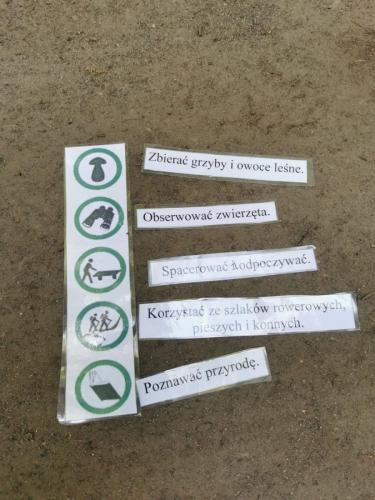 Zbierać grzyby i owoce leśne.
Obserwować zwierzęta.
Spacerować i odpoczywać.
Korzystać ze szlaków rowerowych,
pieszych i konnych.
Poznawać przyrodę.